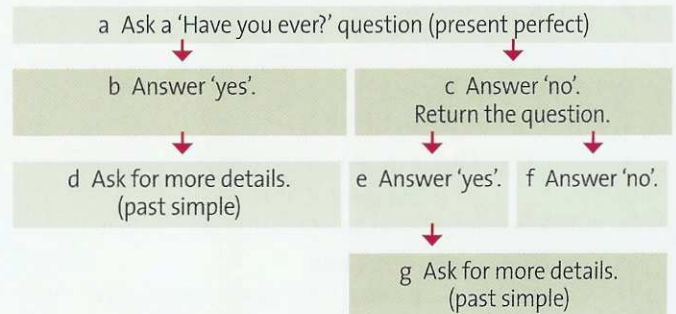 a Ask a ‘Have you ever?’ question (present perfect)
b Answer ‘yes’.
c Answer ‘no’.
Return the question.
d Ask for more details.
(past simple)
e Answer ‘yes’.
f Answer ‘no’.
g Ask for more details.
(past simple)